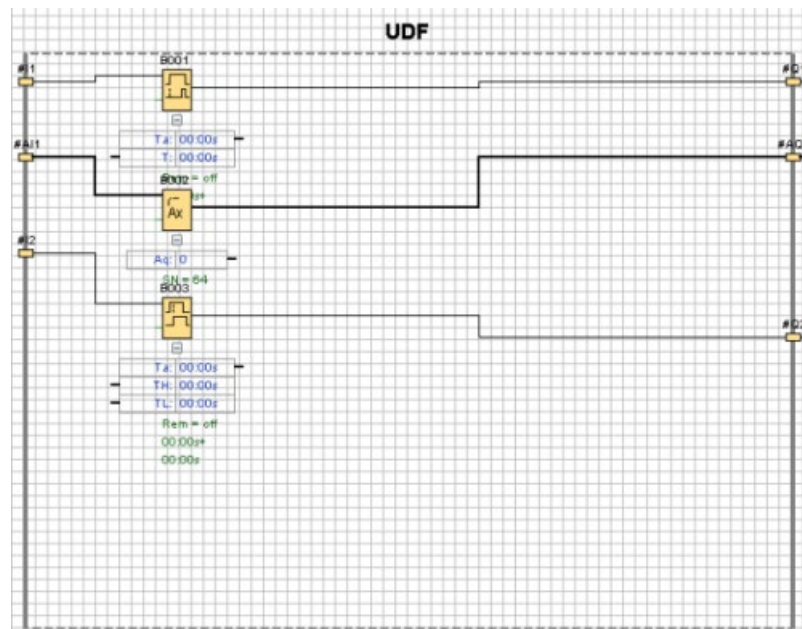 UDF
B001
#I1
#Q1
Ta: 00:00s
#AI1
#AQ
T: 00:00s
Rem = off
B002
s+
Ax
#I2
Aq: 0
SN = 64
B003
#Q2
Ta: 00:00s
TH: 00:00s
TL: 00:00s
Rem = off
00:00s+
00:00s